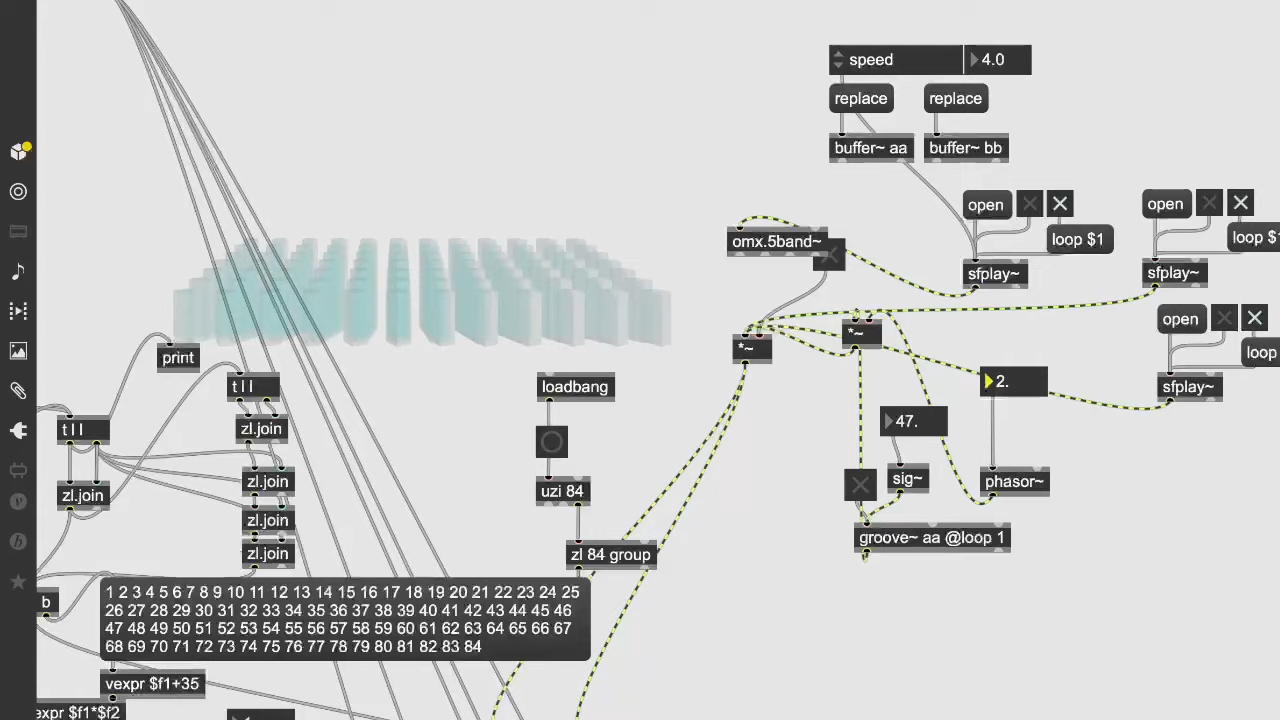 speed
4.0
replace
replace
buffer~ aa
buffer~ bb
open
open
loop $1
loop $1
omx.5band~
sfplay~
sfplay~
open
*~
*~
loop
print
t l l
loadbang
2.
sfplay~
t l l
zl.join
47.
zl.join
zl.join
uzi 84
sig~
phasor~
zl.join
groove~ aa @loop 1
zl.join
zl 84 group
1 2 3 4 5 6 7 8 9 10 11 12 13 14 15 16 17 18 19 20 21 22 23 24 25
26 27 28 29 30 31 32 33 34 35 36 37 38 39 40 41 42 43 44 45 46
47 48 49 50 51 52 53 54 55 56 57 58 59 60 61 62 63 64 65 66 67
68 69 70 71 72 73 74 75 76 77 78 79 80 81 82 83 84
b
vexpr $f1+35
expr $f1*$f2